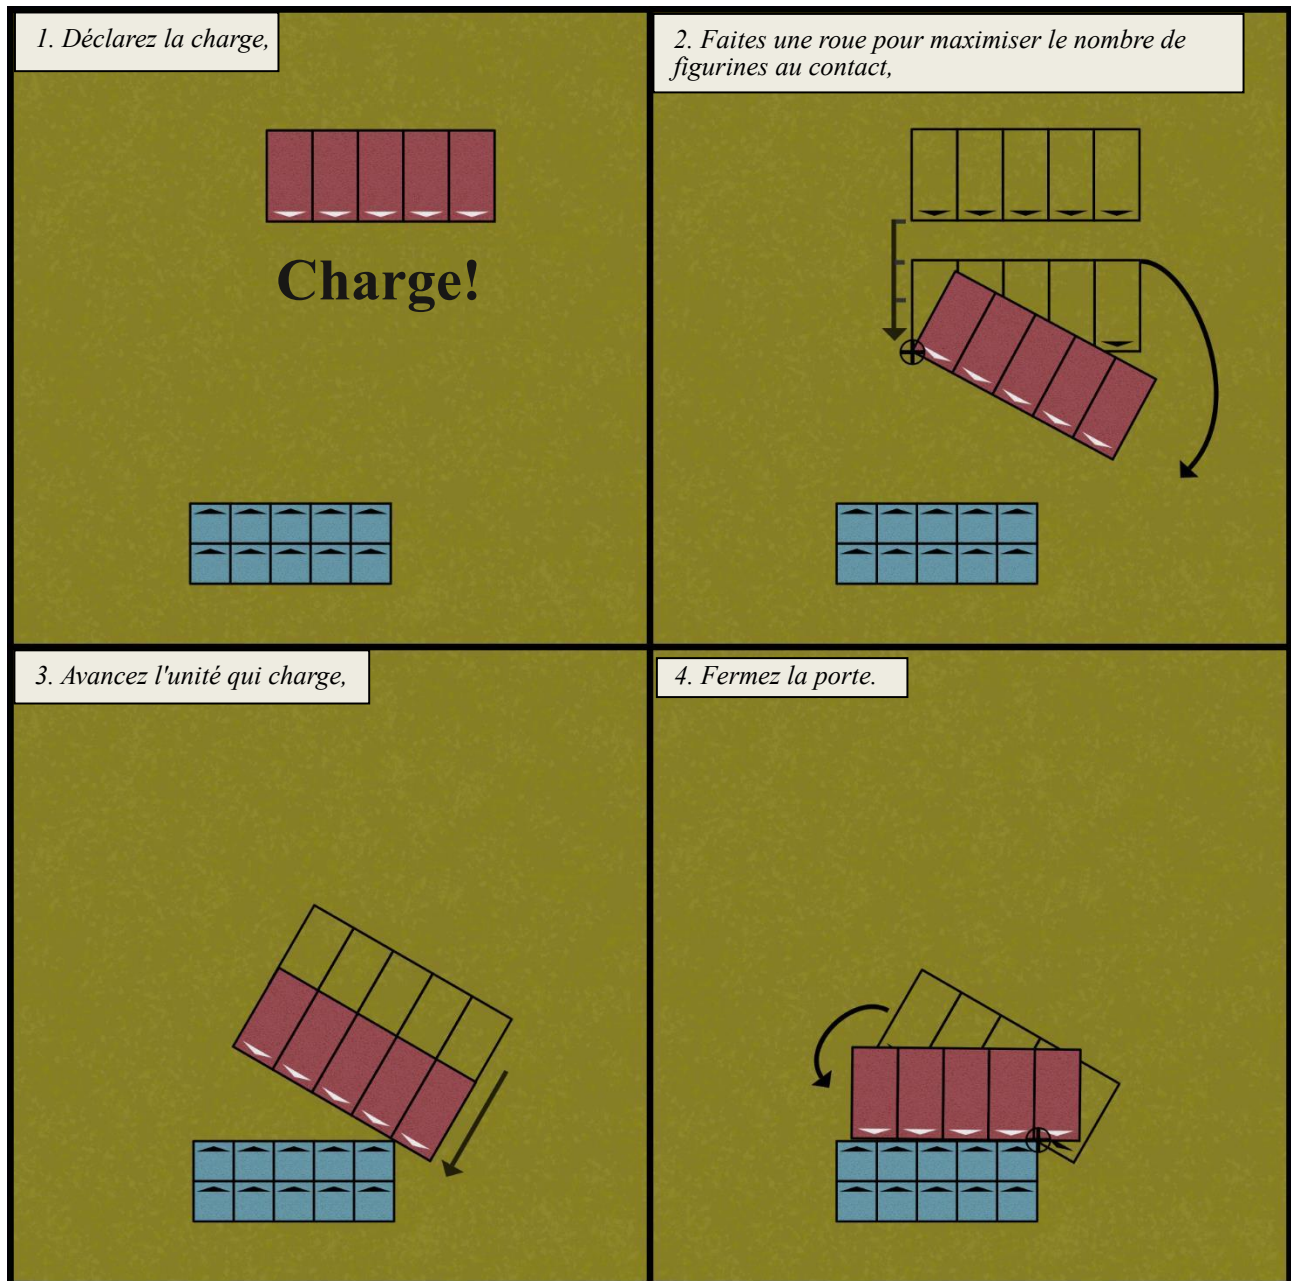 1. Déclarez la charge,
2. Faites une roue pour maximiser le nombre de
figurines au contact,
Charge!
3. Avancez l'unité qui charge,
4. Fermez la porte.